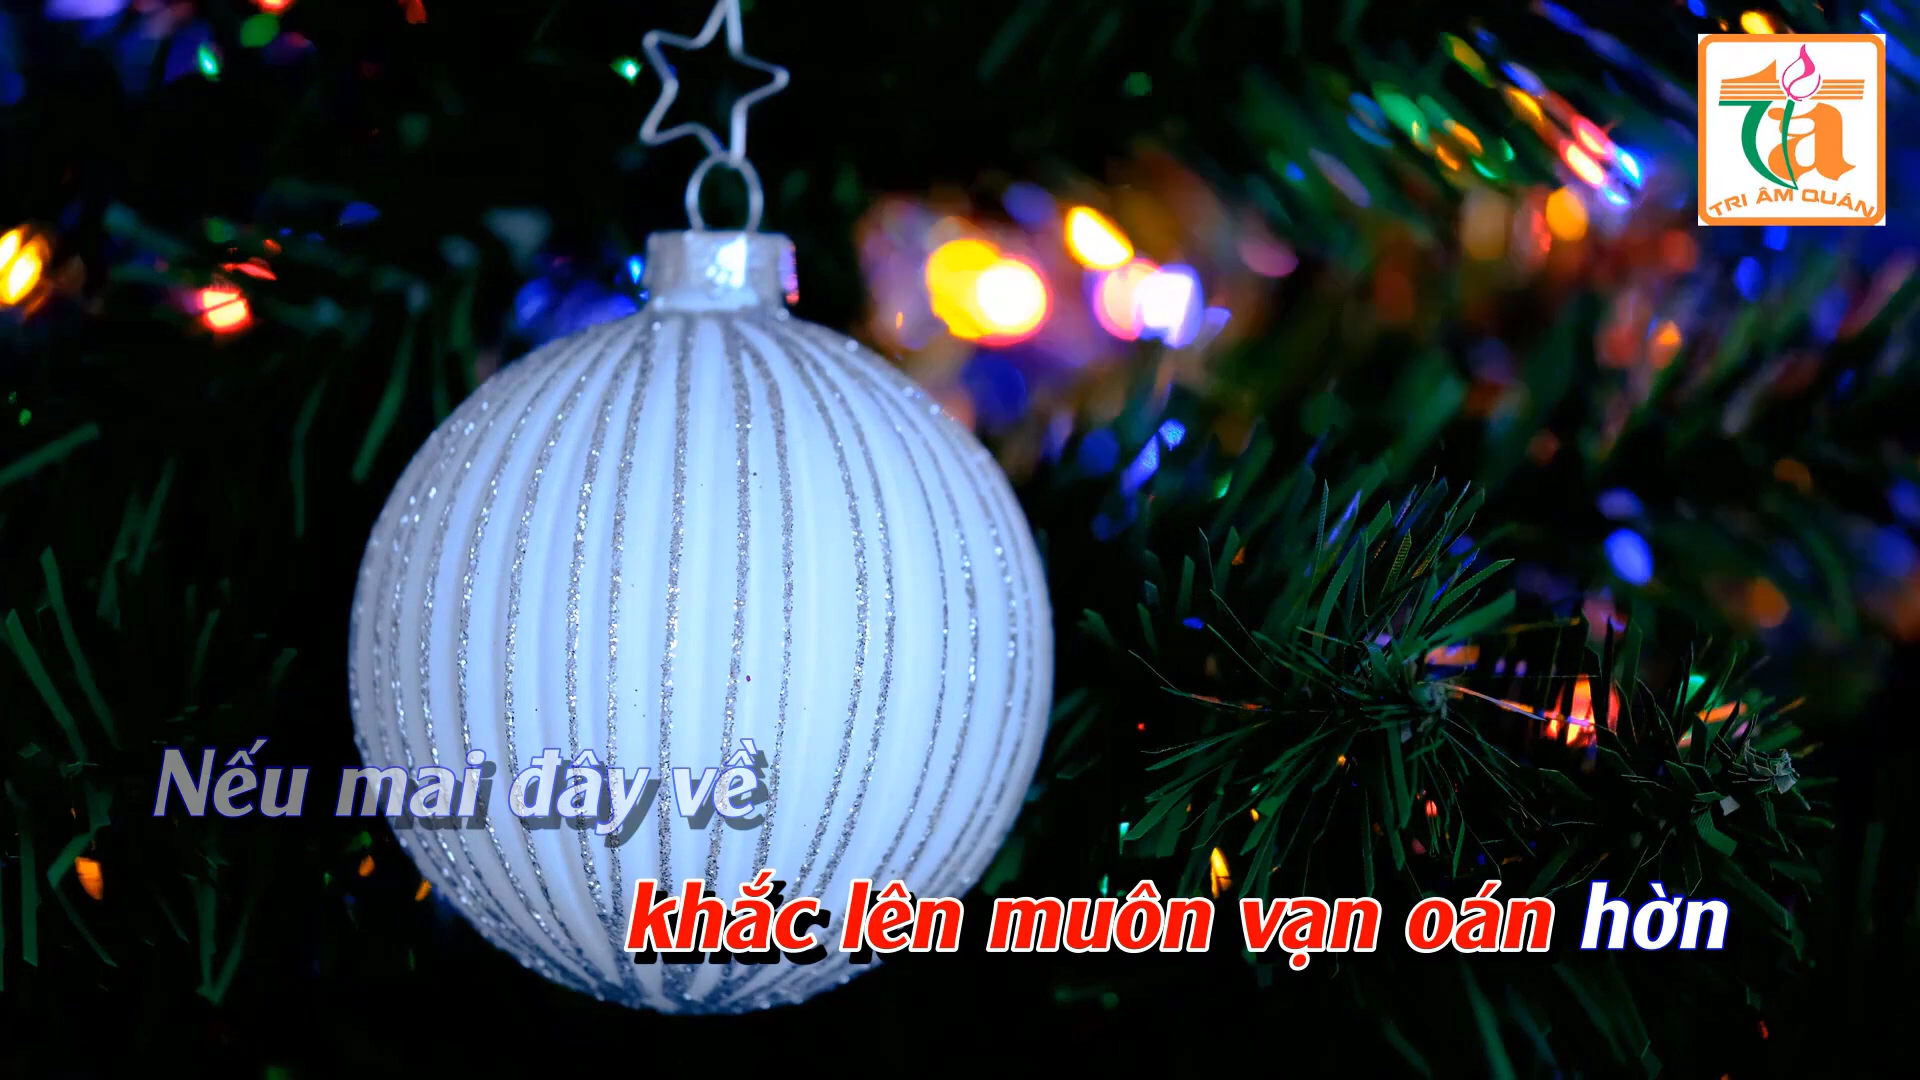 TRI ÂM QUÁN
Nếu mai đây về
khắc lên muôn vạn oán hờn